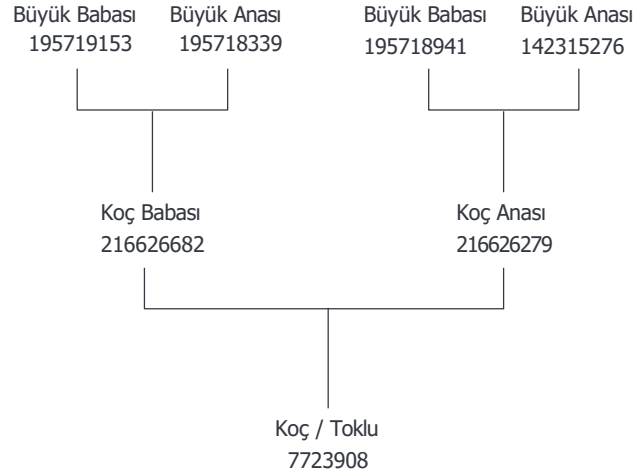 Büyük Babası Büyük Anası Büyük Babası Büyük Anası
195719153 195718339 195718941 142315276
Koç Babası Koç Anası
216626682 216626279
Koç / Toklu
7723908